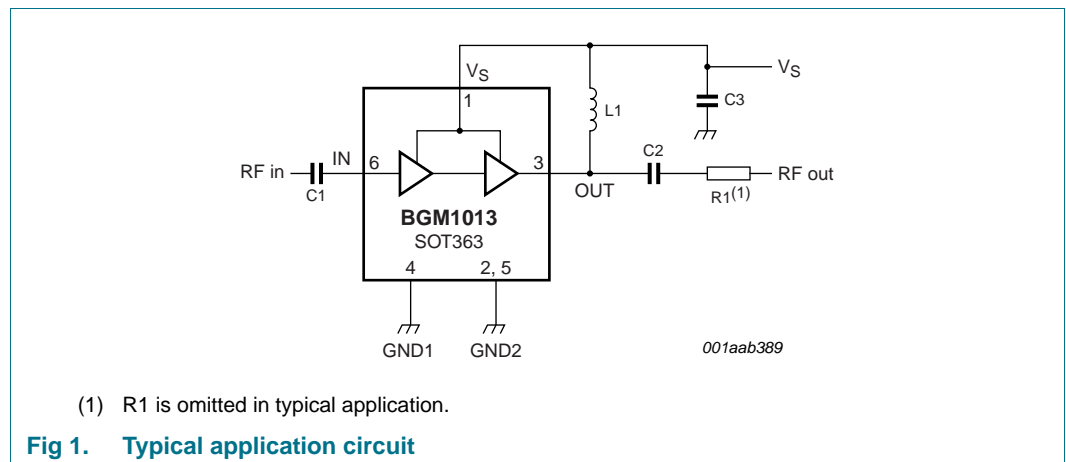 VS
VS
1
C3
L1
RF in
C1
IN
6
3
OUT
C2
R1(1)
RF out
BGM1013
SOT363
4
2, 5
GND1
GND2
001aab389
(1) R1 is omitted in typical application.
Fig 1. Typical application circuit